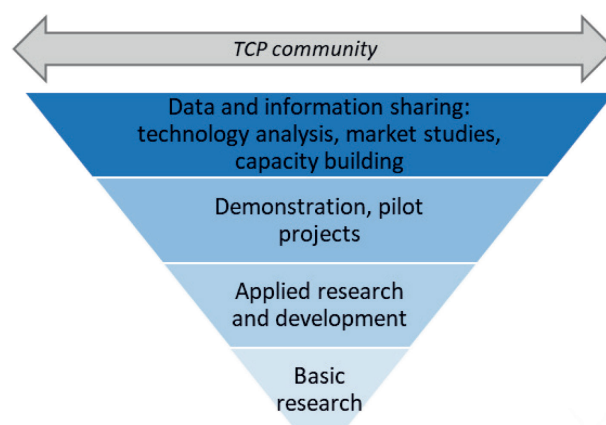 TCP community
Data and information sharing:
technology analysis, market studies,
capacity building
Demonstration, pilot
projects
Applied research
and development
Basic
research